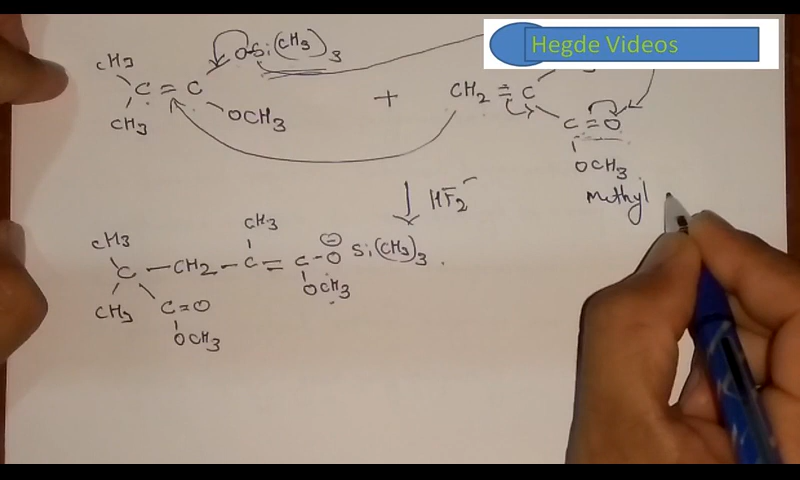 Hegde Videos
CH3 OSi(CH3)3
C = C
CH3 OCH3 + CH2 = C
C = O
OCH3
Methyl
HF2⁻
CH3
CH3 ⊖
C — CH2 — C = C - O Si(CH3)3 .
CH3 C=O OCH3
OCH3